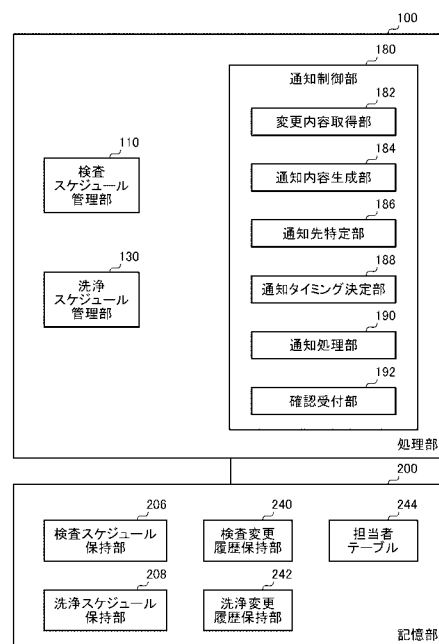 100
180
通知制御部
182
変更内容取得部
110
検査
スケジュール
管理部
184
通知内容生成部
186
通知先特定部
130
洗浄
スケジュール
管理部
188
通知タイミング決定部
190
通知処理部
192
確認受付部
処理部
200
206
検査スケジュール
保持部
240
検査変更
履歴保持部
244
担当者
テーブル
208
洗浄スケジュール
保持部
242
洗浄変更
履歴保持部
記憶部